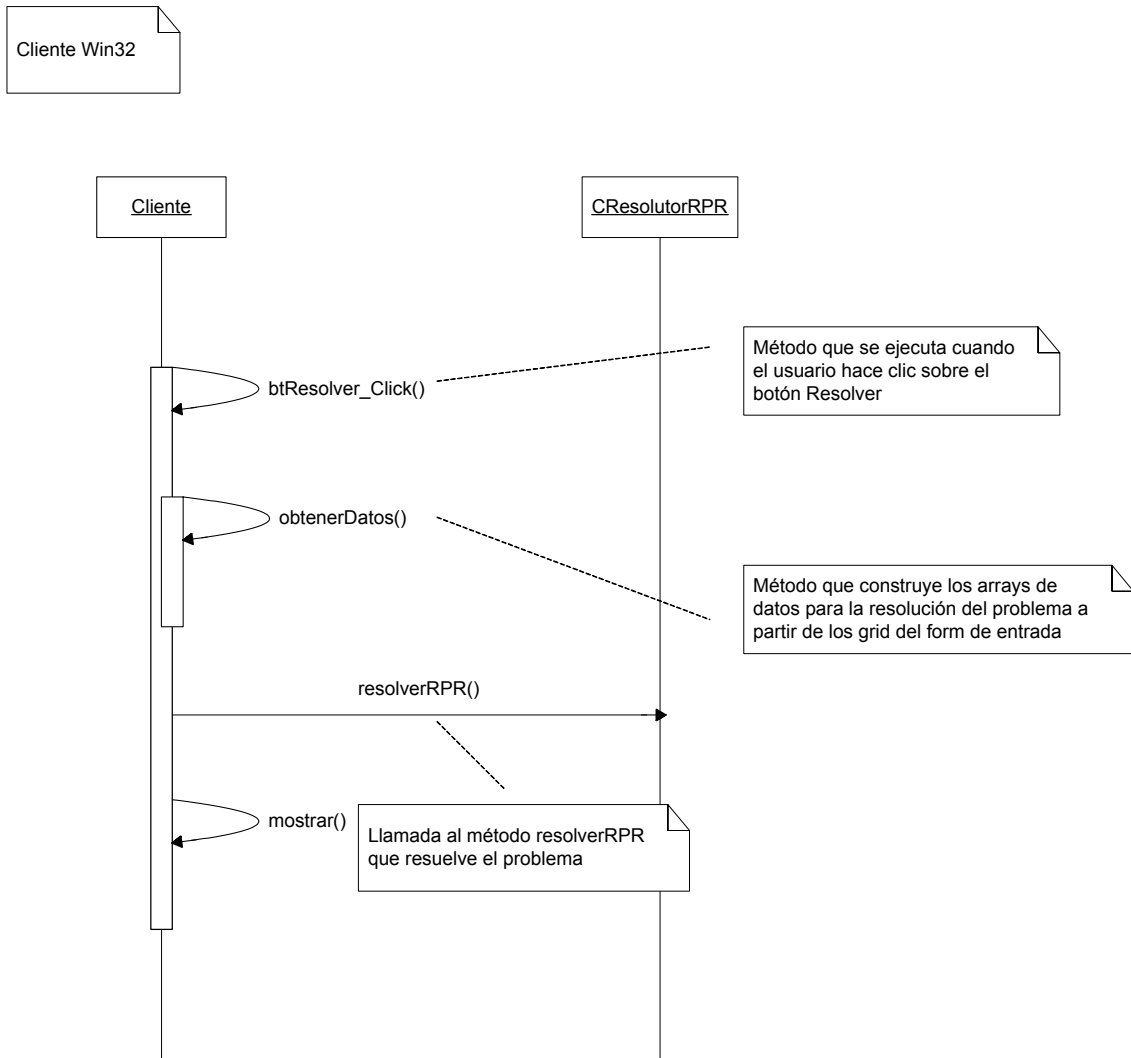 Cliente Win32
Cliente
CResolutorRPR
Método que se ejecuta cuando
el usuario hace clic sobre el
botón Resolver
btResolver_Click()
obtenerDatos()
Método que construye los arrays de
datos para la resolución del problema a
partir de los grid del form de entrada
resolverRPR()
mostrar()
Llamada al método resolverRPR
que resuelve el problema